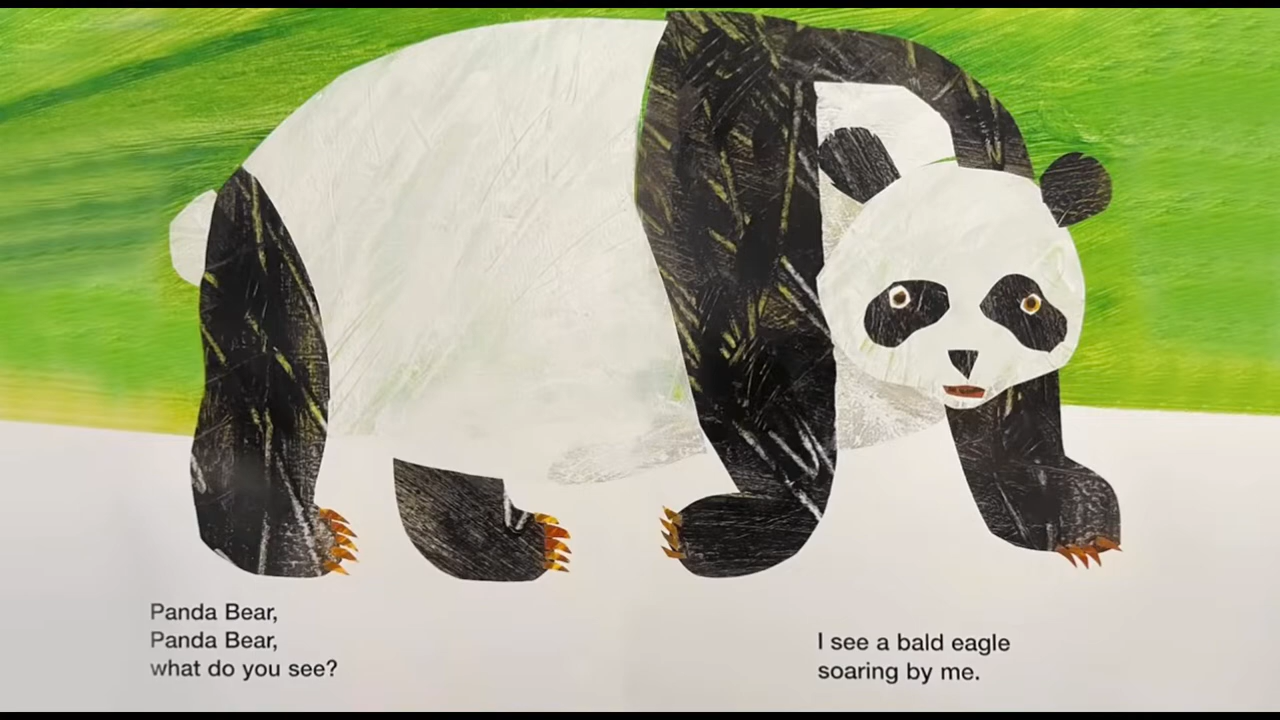 Panda Bear,
Panda Bear,
what do you see?
I see a bald eagle
soaring by me.